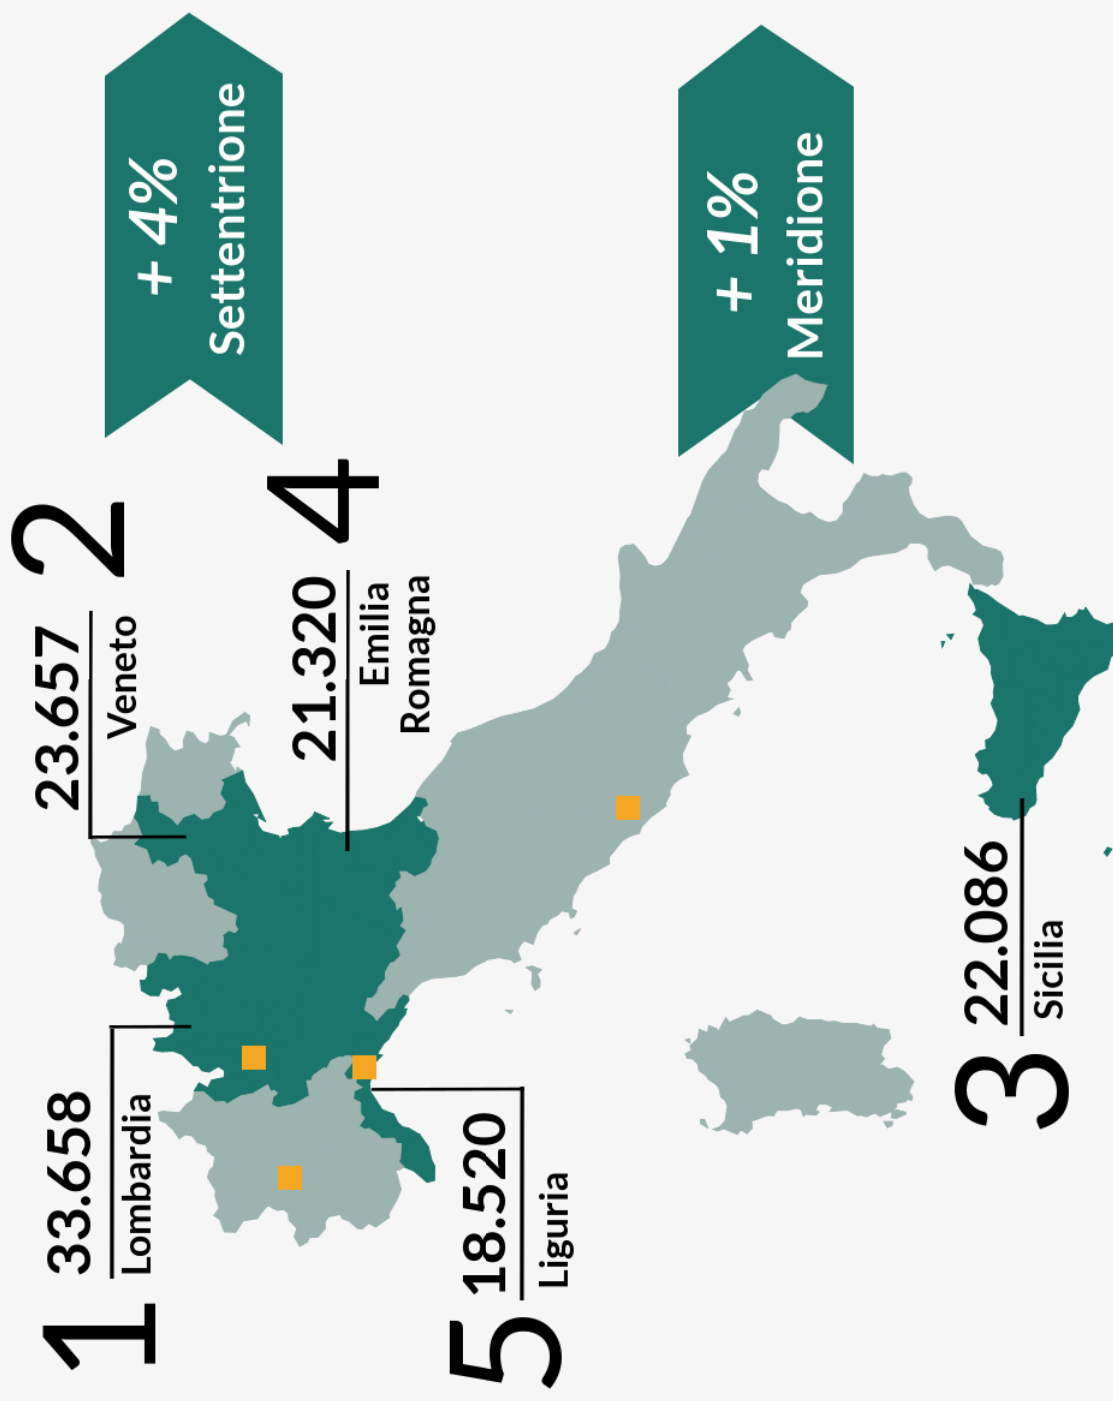 1
33.658
Lombardia
23.657
Veneto
2
+ 4%
Settentrione
21.320
Emilia
Romagna
4
5
18.520
Liguria
+ 1%
Meridione
3
22.086
Sicilia